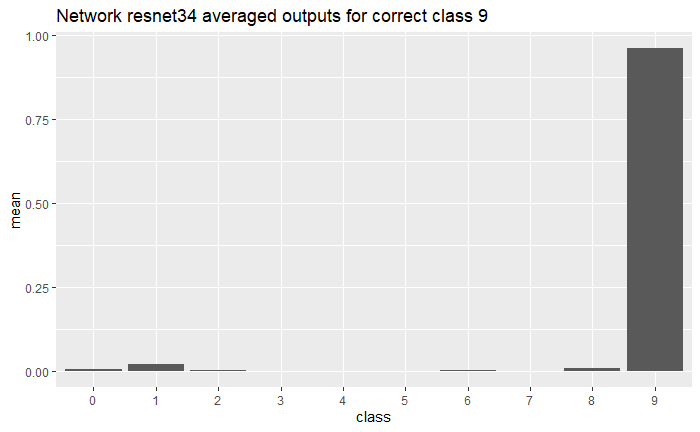 Network resnet34 averaged outputs for correct class 9
mean
1.00
0.75
0.50
0.25
0.00
0 1 2 3 4 5 6 7 8 9
class